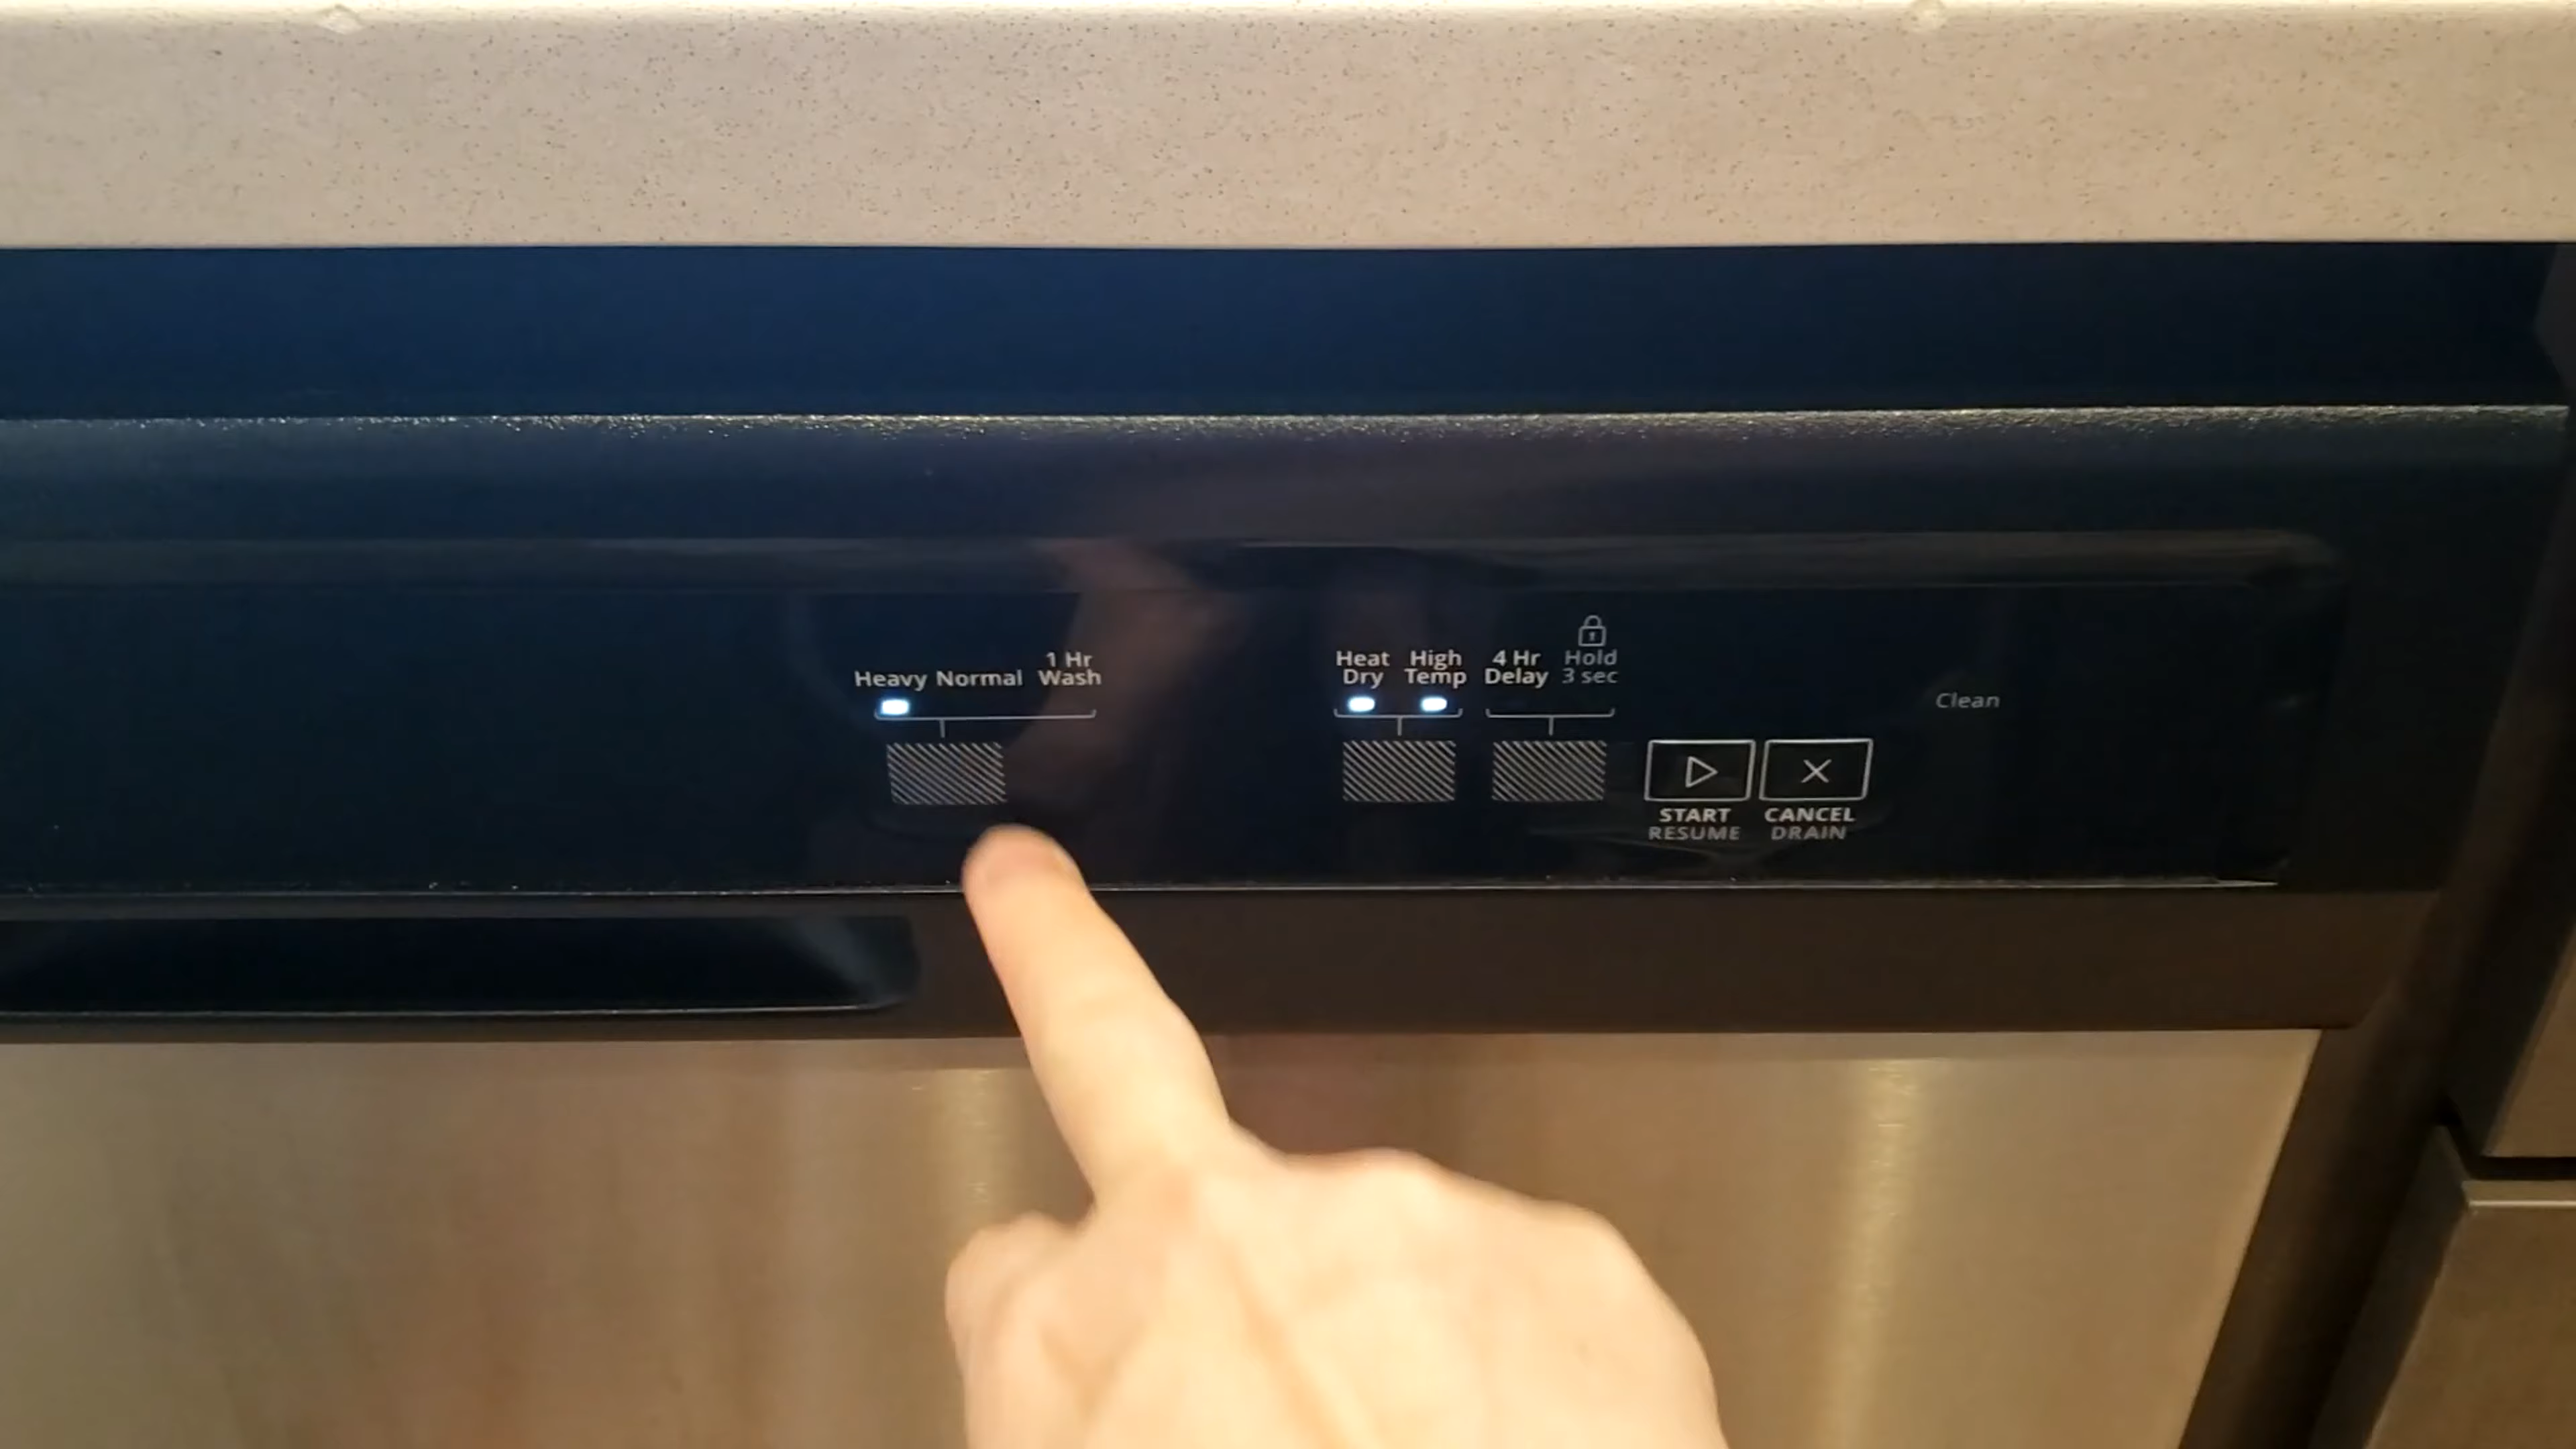 Heavy Normal 1 Hr Wash
Heat Dry
High Temp
4 Hr Delay
Hold 3 sec
Clean
START
RESUME
CANCEL
DRAIN